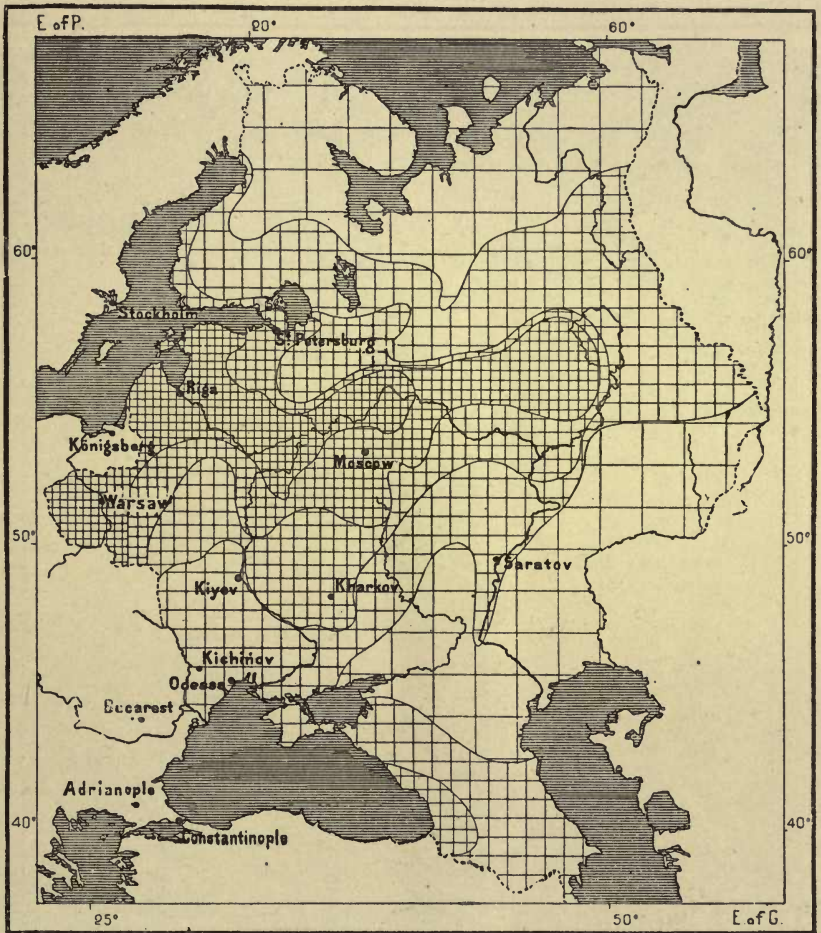 E. of P.
20°
60°
60°
60°
Stockholm
St. Petersburg
Riga
Königsberg
Moscow
Warsaw
50°
50°
Saratov
Kiyev
Kharkov
Kichinov
Odessa
Bucarest
Adrianople
40°
40°
Constantinople
25°
50°
E. of G.